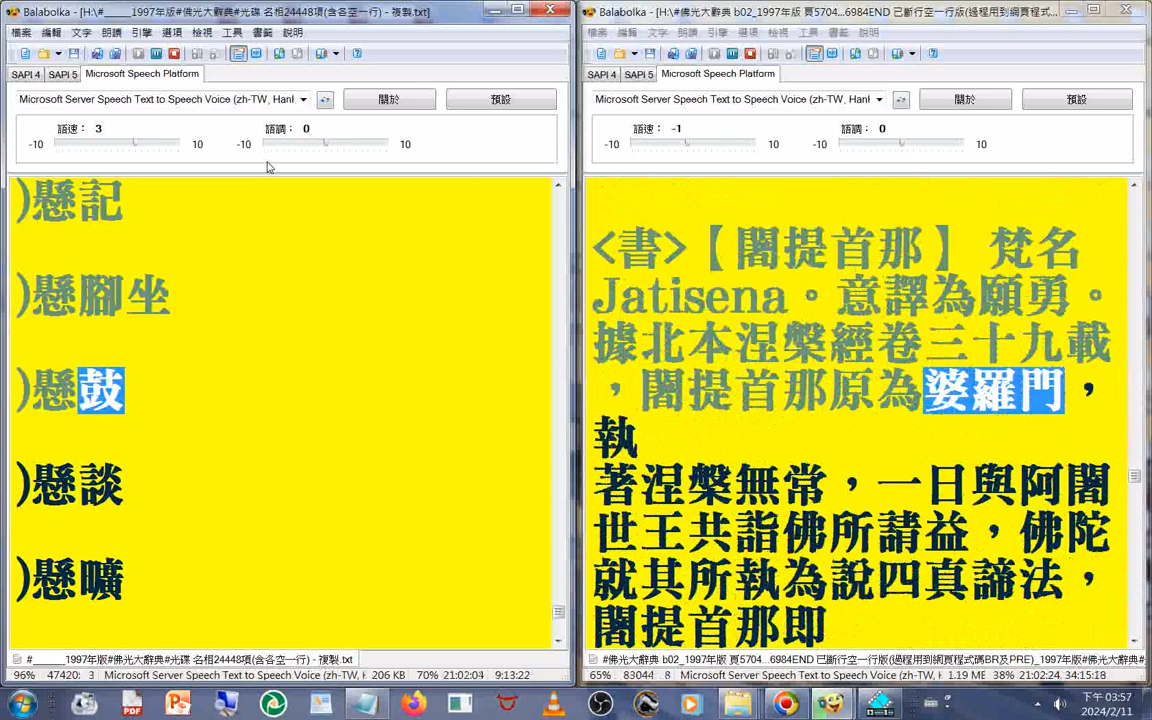 Balabolka - [H:\#_____1997年版#佛光大辭典#光碟 名相24448項(含各空一行) - 複製.txt]
檔案 編輯 文字 朗讀 引擎 選項 檢視 工具 書籤 說明
SAPI 4 SAPI 5 Microsoft Speech Platform
Microsoft Server Speech Text to Speech Voice (zh-TW, Hanl
關於 預設
語速： 3 語調： 0
-10 10 -10 10
)懸記
)懸腳坐
)懸鼓
)懸談
)懸曠
#_____1997年版#佛光大辭典#光碟 名相24448項(含各空一行) - 複製.txt
96% 47420: 3 Microsoft Server Speech Text to Speech Voice (zh-TW, H 206 KB 70% 21:02:04 9:13:22
Balabolka - [H:\#佛光大辭典 b02_1997年版 頁5704...6984END 已斷行空一行版(過程用到網頁程式...
檔案 編輯 文字 朗讀 引擎 選項 檢視 工具 書籤 說明
SAPI 4 SAPI 5 Microsoft Speech Platform
Microsoft Server Speech Text to Speech Voice (zh-TW, Hanl
關於 預設
語速： -1 語調： 0
-10 10 -10 10
<書>【闍提首那】 梵名
Jatisena。意譯為願勇。
據北本涅槃經卷三十九載
，闍提首那原為婆羅門，
執
著涅槃無常，一日與阿闍
世王共詣佛所請益，佛陀
就其所執為說四真諦法，
闍提首那即
#佛光大辭典 b02_1997年版 頁5704...6984END 已斷行空一行版(過程用到網頁程式碼BR及PRE)_1997年版#
65% 83044 8 Microsoft Server Speech Text to Speech Voice (zh-TW, H 1.19 ME 38% 21:02:24, 34:15:18
下午 03:57
2024/2/11